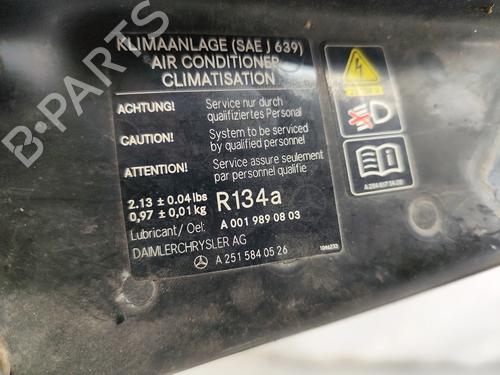 KLIMAANLAGE (SAE J 639)
AIR CONDITIONER
CLIMATISATION
ACHTUNG!
Service nur durch
qualifiziertes Personal
CAUTION!
System to be serviced
by qualified personnel
ATTENTION!
Service assure seulement
par personnel qualifie
2.13 ± 0.04 lbs
0,97 ± 0,01 kg
R134a
Lubricant / Oel:
A 001 989 08 03
DAIMLERCHRYSLER AG
A 251 584 05 26
B-PARTS